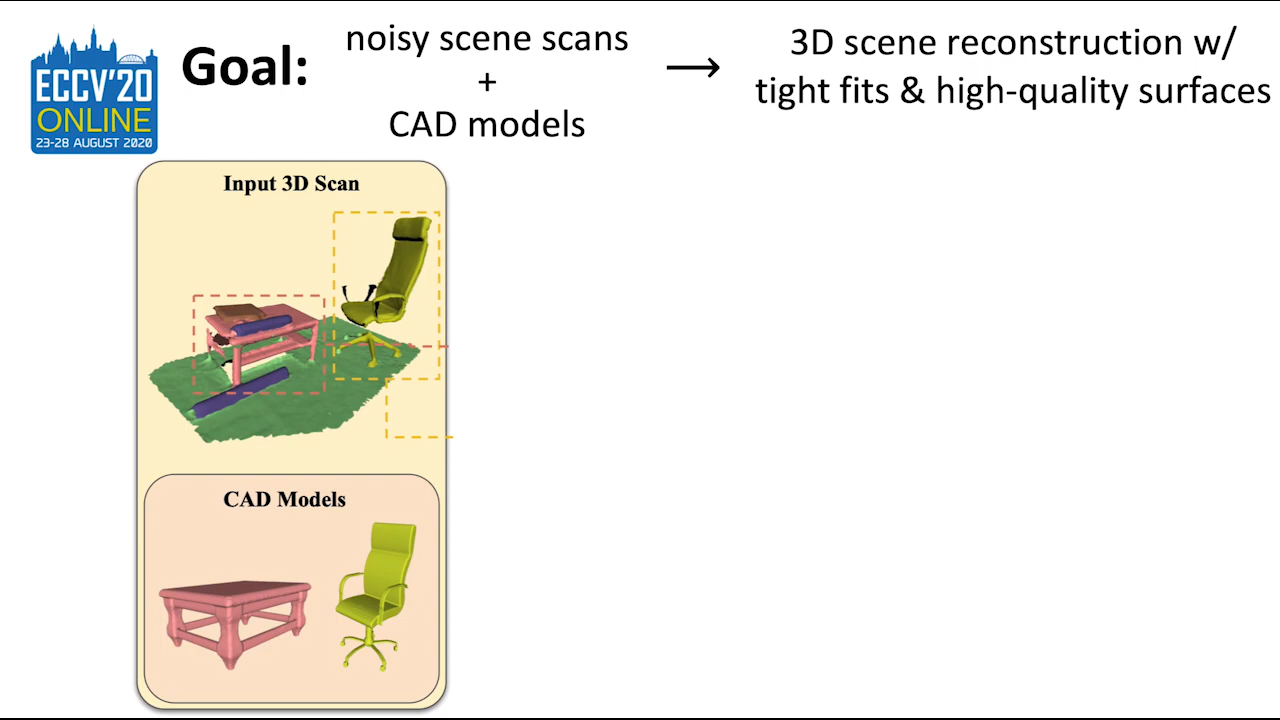 ECCV'20
ONLINE
23-28 AUGUST 2020
Goal:
noisy scene scans
+
CAD models
→
3D scene reconstruction w/
tight fits & high-quality surfaces
Input 3D Scan
CAD Models